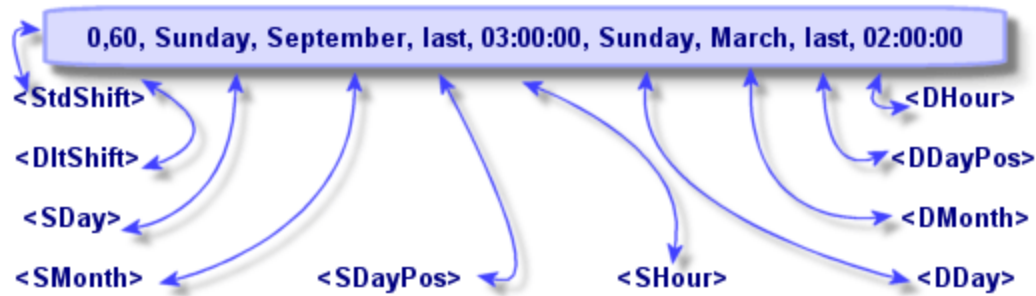 0,60, Sunday, September, last, 03:00:00, Sunday, March, last, 02:00:00
<StdShift> <DHour>
<DltShift> <DDayPos>
<SDay> <DMonth>
<SMonth> <SDayPos> <SHour> <DDay>